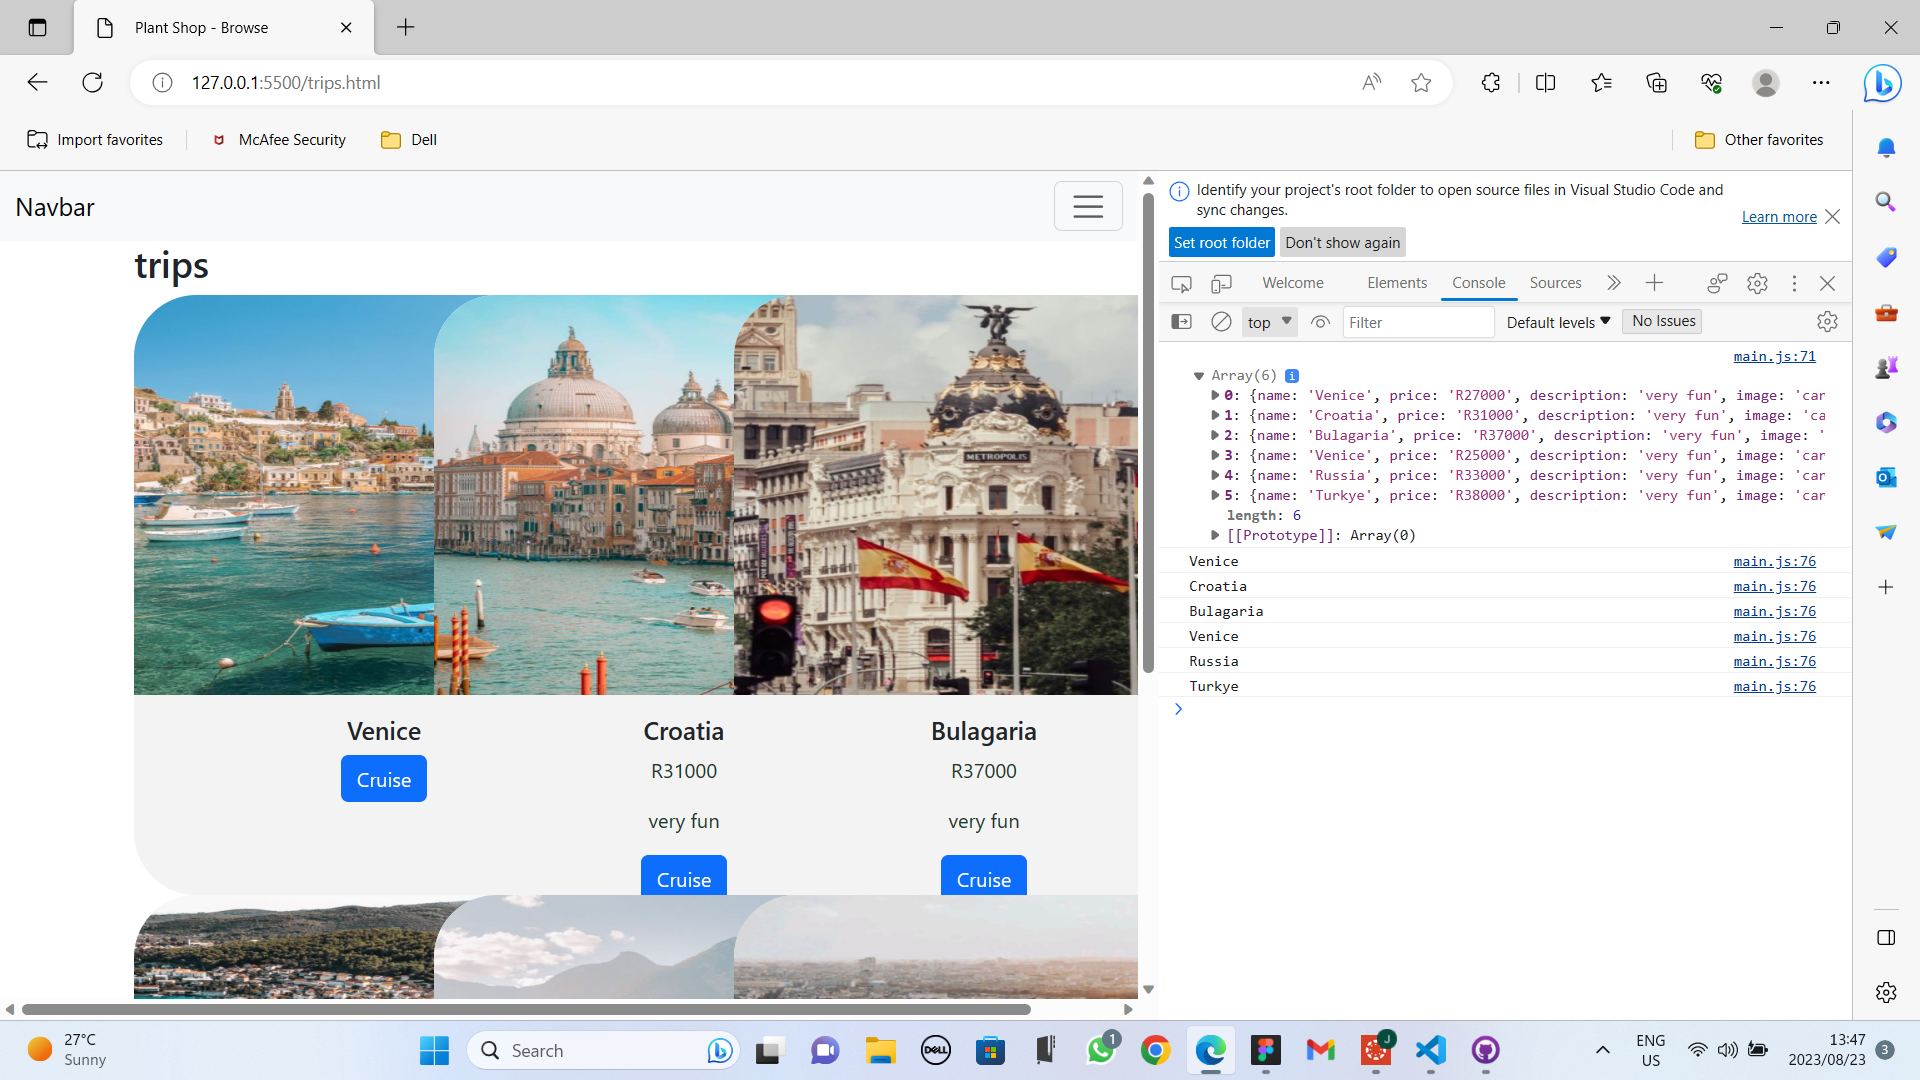 Plant Shop - Browse
127.0.0.1:5500/trips.html
Import favorites
McAfee Security
Dell
Other favorites
Navbar
trips
METROPOLIS
Venice
Cruise
Croatia
R31000
very fun
Cruise
Bulagaria
R37000
very fun
Cruise
Identify your project's root folder to open source files in Visual Studio Code and
sync changes.
Learn more
Set root folder
Don't show again
Welcome
Elements
Console
Sources
top
Filter
Default levels
No Issues
main.js:71
Array(6)
0: {name: 'Venice', price: 'R27000', description: 'very fun', image: 'car
1: {name: 'Croatia', price: 'R31000', description: 'very fun', image: 'ca
2: {name: 'Bulagaria', price: 'R37000', description: 'very fun', image: '
3: {name: 'Venice', price: 'R25000', description: 'very fun', image: 'car
4: {name: 'Russia', price: 'R33000', description: 'very fun', image: 'car
5: {name: 'Turkye', price: 'R38000', description: 'very fun', image: 'car
length: 6
[[Prototype]]: Array(0)
Venice main.js:76
Croatia main.js:76
Bulagaria main.js:76
Venice main.js:76
Russia main.js:76
Turkye main.js:76
27°C
Sunny
Search
DELL
1
J
ENG
US
13:47
2023/08/23
3